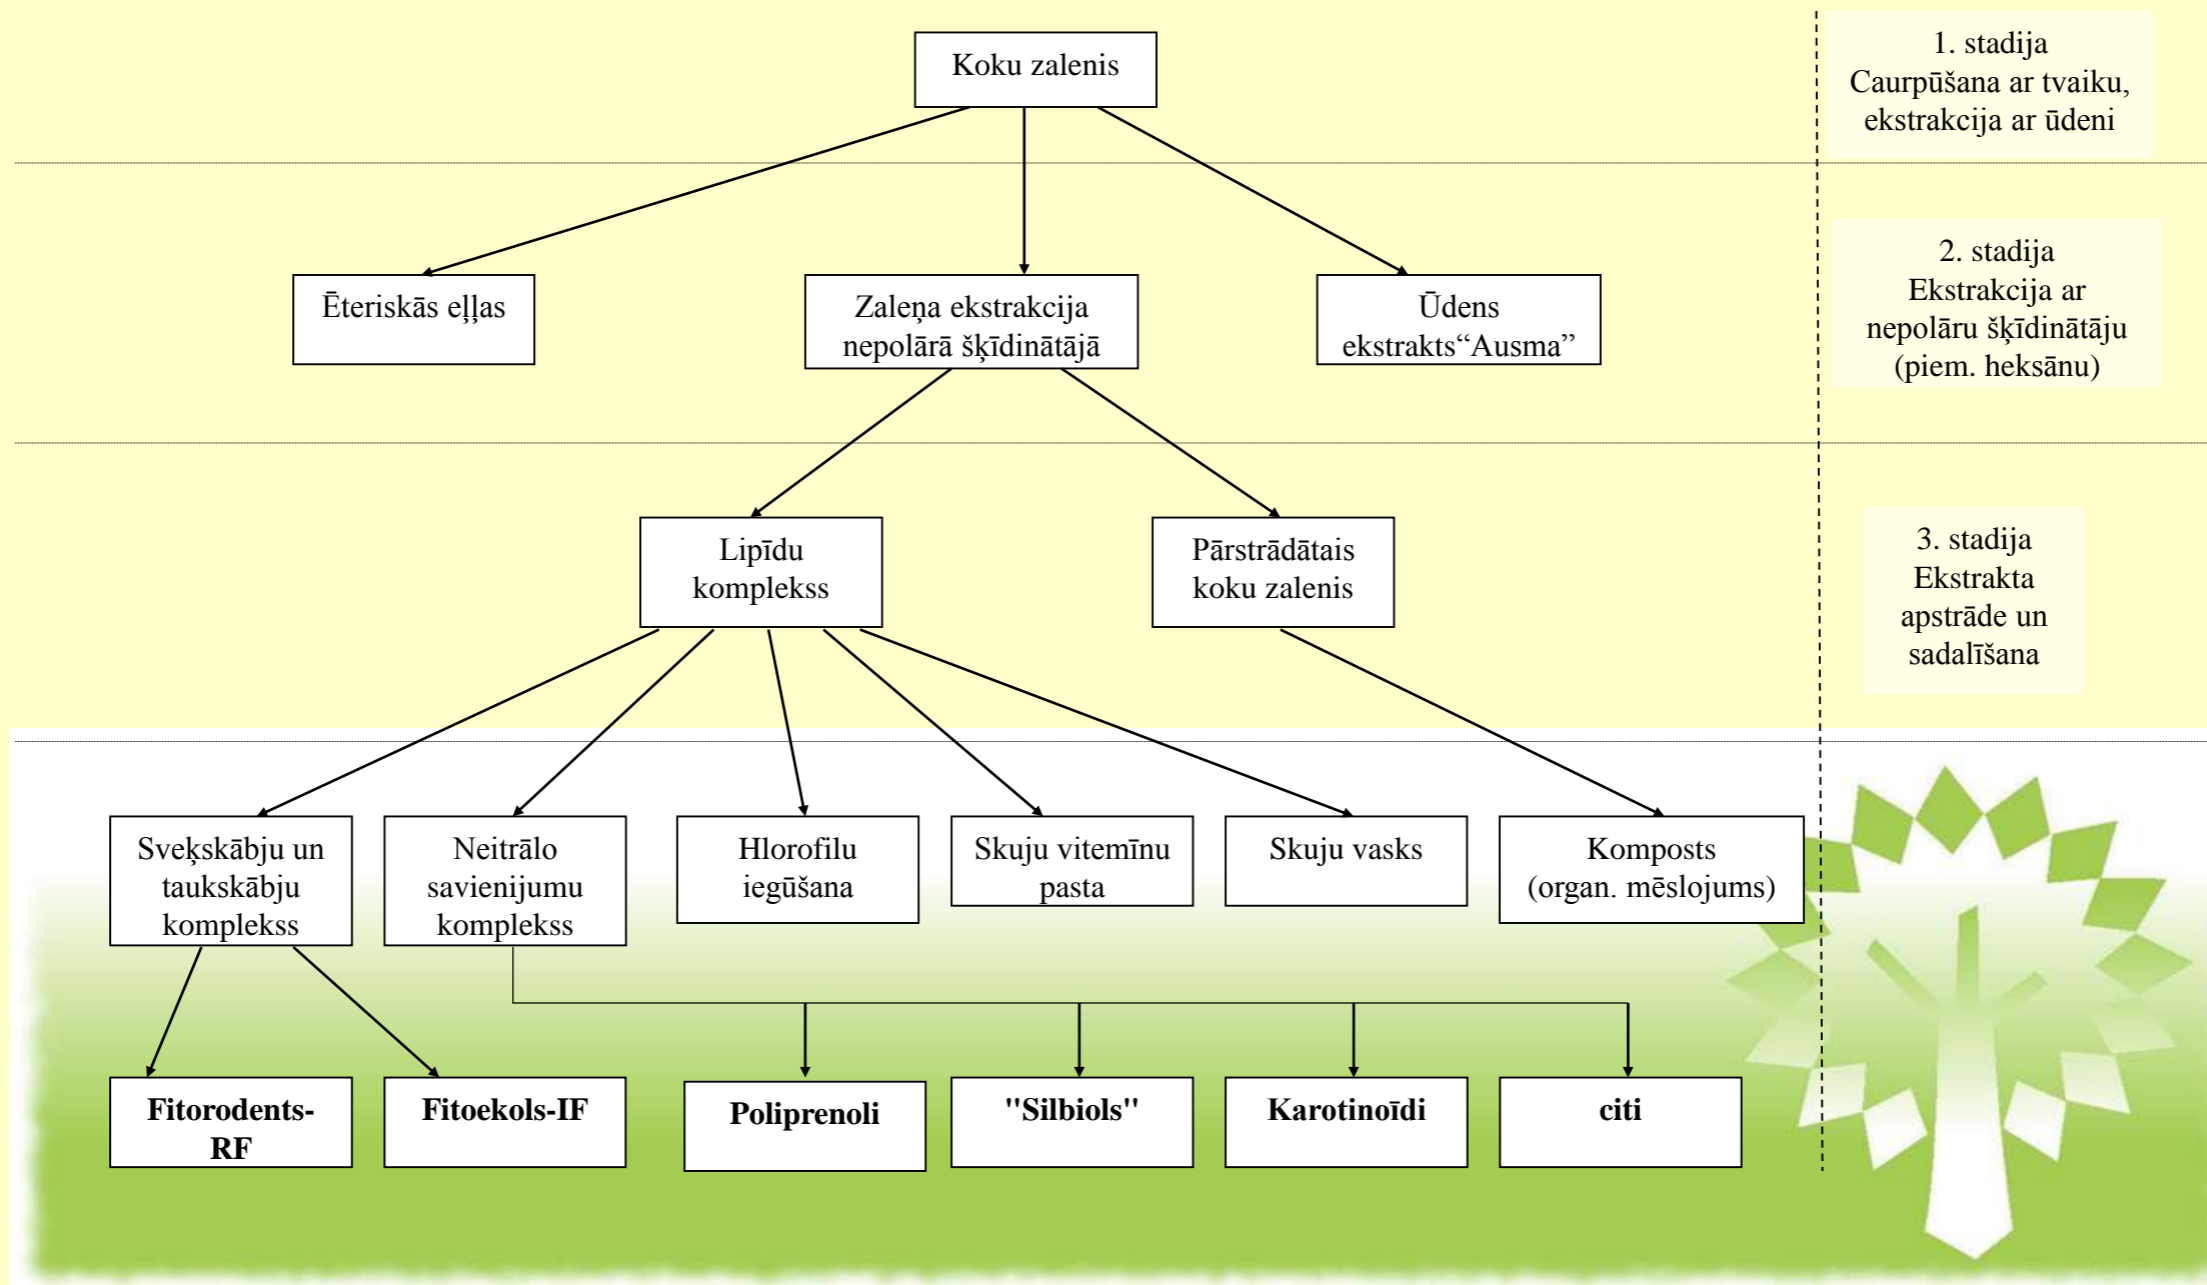 Koku zalenis
1. stadija
Caurpūšana ar tvaiku,
ekstrakcija ar ūdeni
Ēteriskās eļļas
Zaleņa ekstrakcija
nepolārā šķīdinātājā
Ūdens
ekstrakts“Ausma”
2. stadija
Ekstrakcija ar
nepolāru šķīdinātāju
(piem. heksānu)
Lipīdu
komplekss
Pārstrādātais
koku zalenis
3. stadija
Ekstrakta
apstrāde un
sadalīšana
Sveķskābju un
taukskābju
komplekss
Neitrālo
savienijumu
komplekss
Hlorofilu
iegūšana
Skuju vitemīnu
pasta
Skuju vasks
Komposts
(organ. mēslojums)
Fitorodents-
RF
Fitoekols-IF
Poliprenoli
"Silbiols"
Karotinoīdi
citi